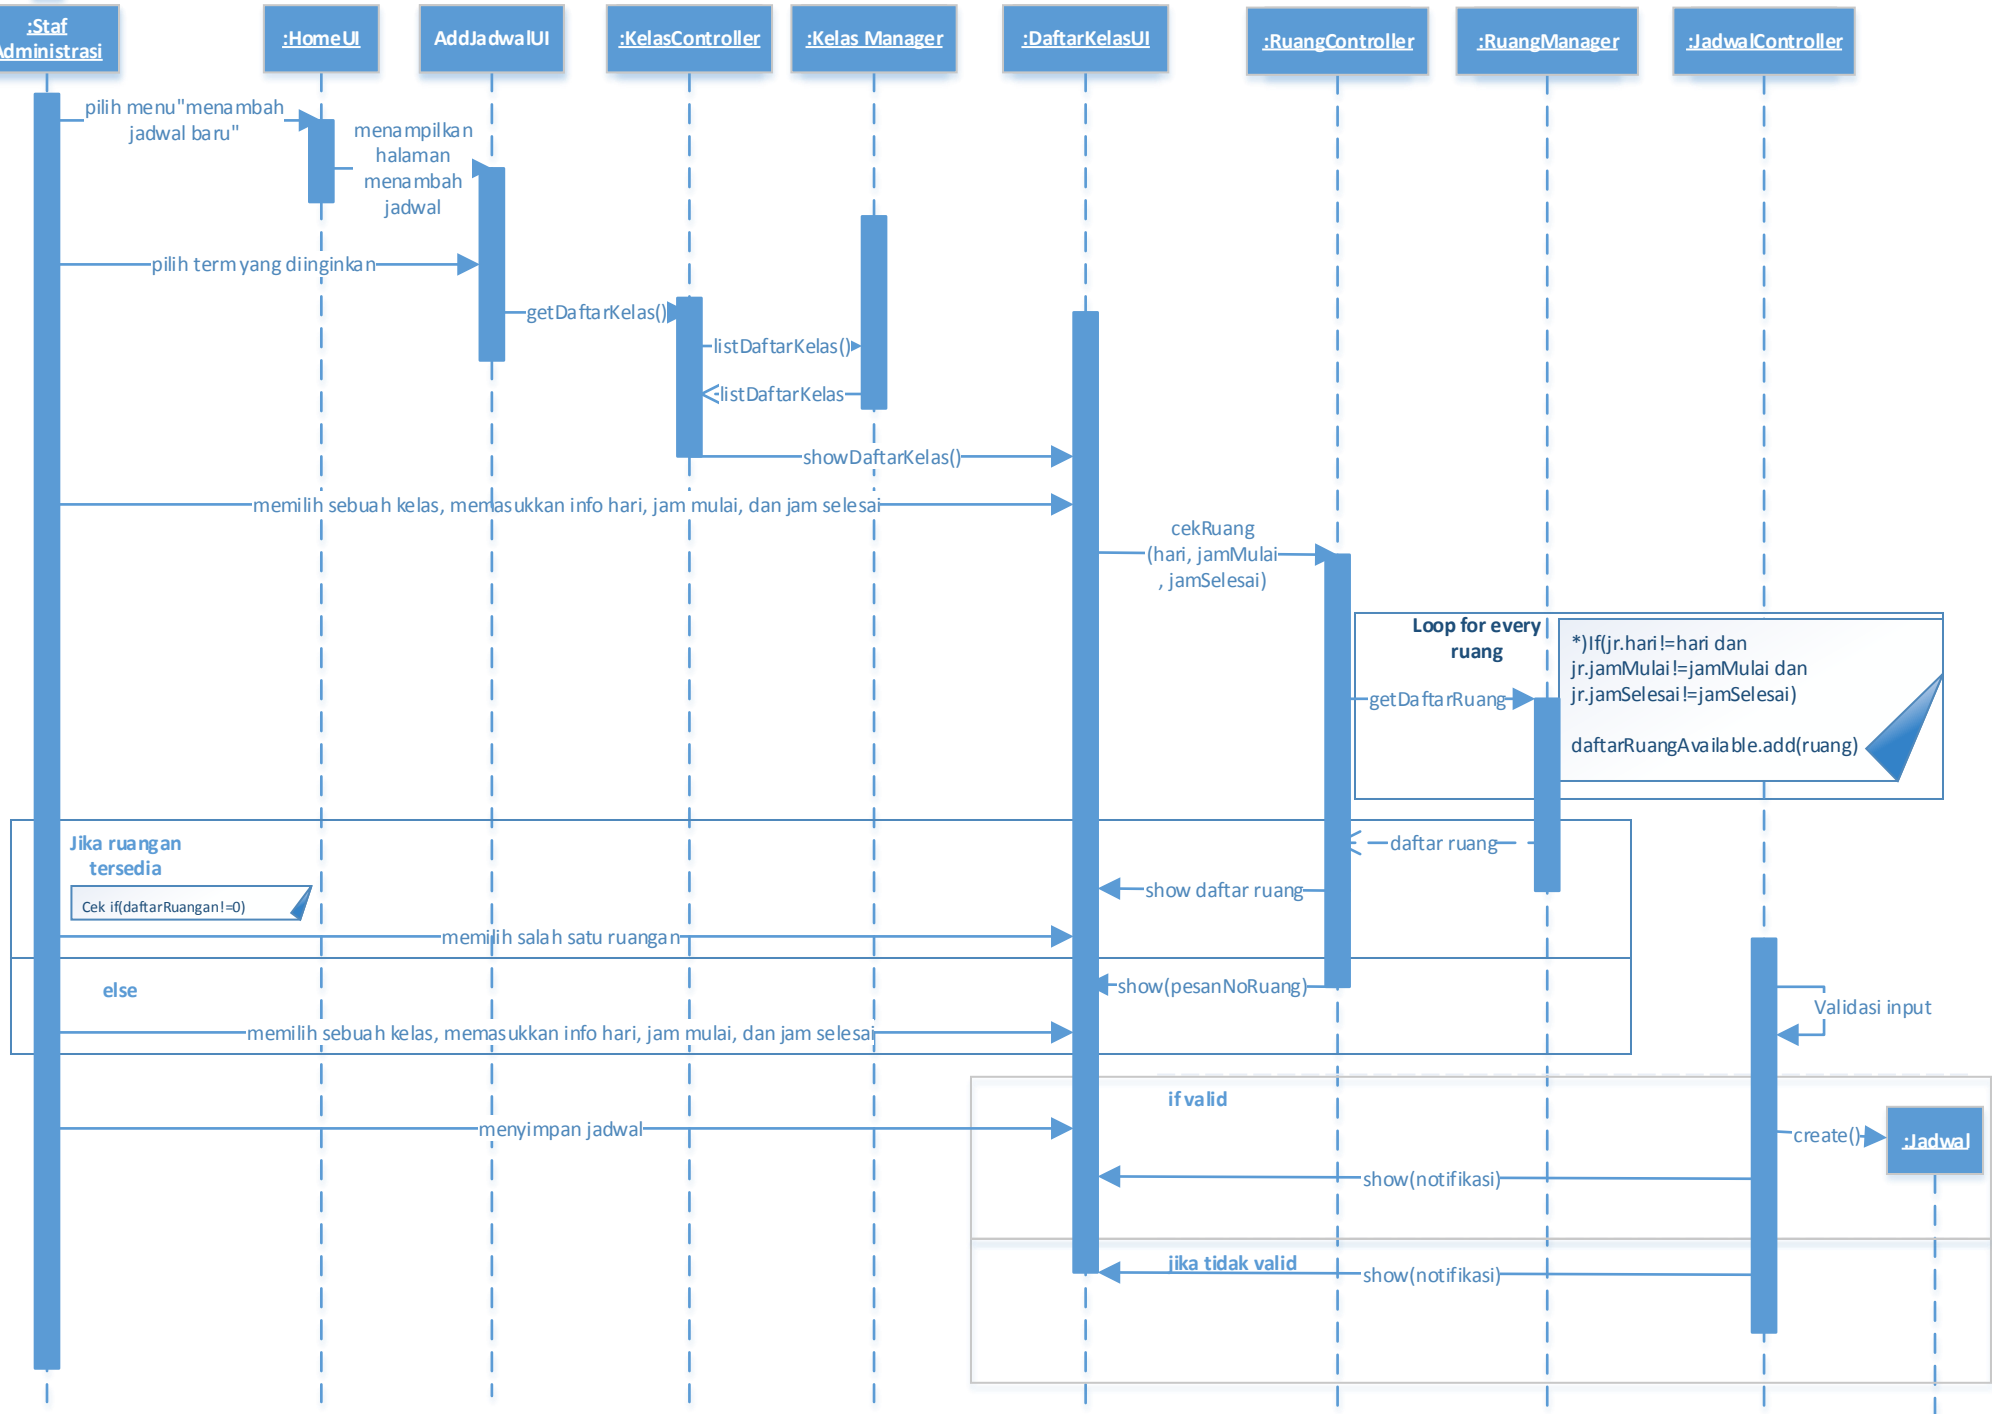 :Staf
Administrasi
:HomeUI
AddJadwalUI
:KelasController
:Kelas Manager
:DaftarKelasUI
:RuangController
:RuangManager
:JadwalController
pilih menu"menambah
jadwal baru"
menampilkan
halaman
menambah
jadwal
pilih term yang diinginkan
getDaftarKelas()
listDaftarKelas()
listDaftarKelas
showDaftarKelas()
memilih sebuah kelas, memasukkan info hari, jam mulai, dan jam selesai
cekRuang
(hari, jamMulai
, jamSelesai)
Loop for every
ruang
*)If(jr.hari!=hari dan
jr.jamMulai!=jamMulai dan
jr.jamSelesai!=jamSelesai)
daftarRuangAvailable.add(ruang)
getDaftarRuang
Jika ruangan
tersedia
daftar ruang
Cek if(daftarRuangan!=0)
show daftar ruang
memilih salah satu ruangan
else
show(pesanNoRuang)
Validasi input
memilih sebuah kelas, memasukkan info hari, jam mulai, dan jam selesai
if valid
menyimpan jadwal
create()
:Jadwal
show(notifikasi)
jika tidak valid
show(notifikasi)